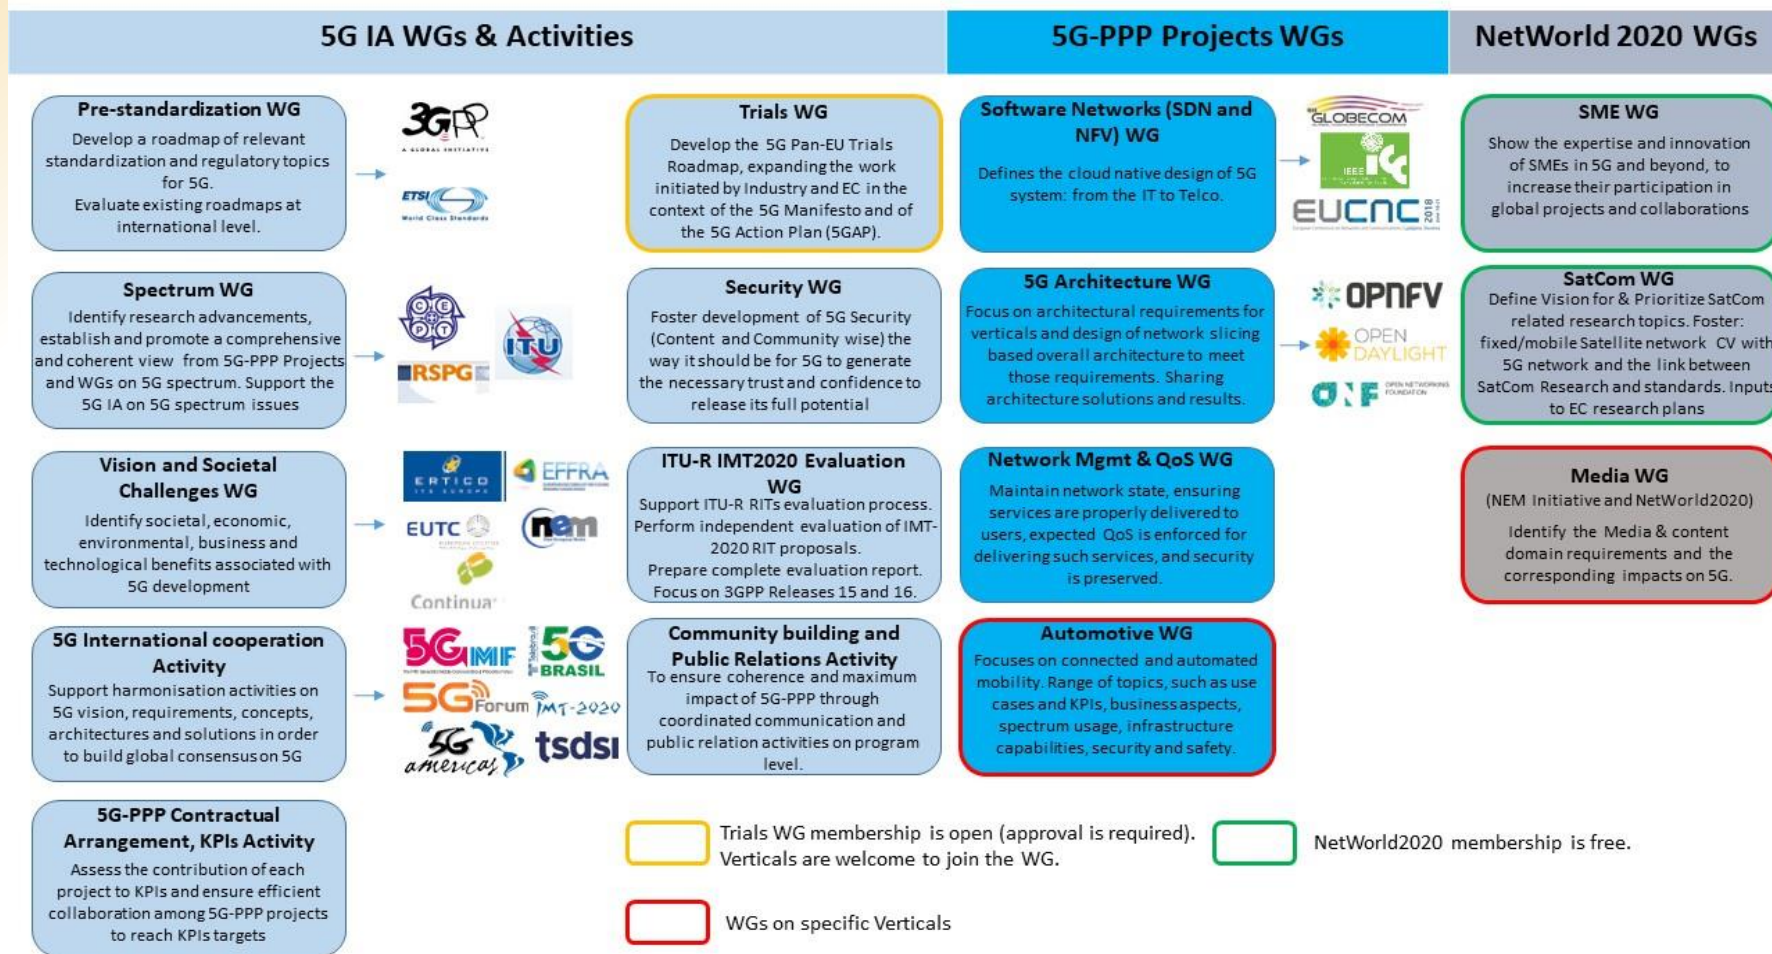 5G IA WGs & Activities
5G-PPP Projects WGs
NetWorld 2020 WGs
Pre-standardization WG
Develop a roadmap of relevant
standardization and regulatory topics
for 5G.
Evaluate existing roadmaps at
international level.
3GPP
A GLOBAL INITIATIVE
ETSI
World Class Standards
Trials WG
Develop the 5G Pan-EU Trials
Roadmap, expanding the work
initiated by Industry and EC in the
context of the 5G Manifesto and of
the 5G Action Plan (5GAP).
Software Networks (SDN and
NFV) WG
Defines the cloud native design of 5G
system: from the IT to Telco.
GLOBECOM
IEEE ICC
EUCNC 2018
SME WG
Show the expertise and innovation
of SMEs in 5G and beyond, to
increase their participation in
global projects and collaborations
Spectrum WG
Identify research advancements,
establish and promote a comprehensive
and coherent view from 5G-PPP Projects
and WGs on 5G spectrum. Support the
5G IA on 5G spectrum issues
CEPT
RSPG
ITU
Security WG
Foster development of 5G Security
(Content and Community wise) the
way it should be for 5G to generate
the necessary trust and confidence to
release its full potential
5G Architecture WG
Focus on architectural requirements for
verticals and design of network slicing
based overall architecture to meet
those requirements. Sharing
architecture solutions and results.
OPNFV
OPEN
DAYLIGHT
ONF
OPEN NETWORKING
FOUNDATION
SatCom WG
Define Vision for & Prioritize SatCom
related research topics. Foster:
fixed/mobile Satellite network CV with
5G network and the link between
SatCom Research and standards. Inputs
to EC research plans
Vision and Societal
Challenges WG
Identify societal, economic,
environmental, business and
technological benefits associated with
5G development
ERTICO
ITS EUROPE
EFFRA
EUTC
nem
Continua
ITU-R IMT2020 Evaluation
WG
Support ITU-R RITs evaluation process.
Perform independent evaluation of IMT-
2020 RIT proposals.
Prepare complete evaluation report.
Focus on 3GPP Releases 15 and 16.
Network Mgmt & QoS WG
Maintain network state, ensuring
services are properly delivered to
users, expected QoS is enforced for
delivering such services, and security
is preserved.
Media WG
(NEM Initiative and NetWorld2020)
Identify the Media & content
domain requirements and the
corresponding impacts on 5G.
5G International cooperation
Activity
Support harmonisation activities on
5G vision, requirements, concepts,
architectures and solutions in order
to build global consensus on 5G
5GMF
Telebrasil
5G
BRASIL
5G Forum
IMT-2020
5G
americas
tsdsi
Community building and
Public Relations Activity
To ensure coherence and maximum
impact of 5G-PPP through
coordinated communication and
public relation activities on program
level.
Automotive WG
Focuses on connected and automated
mobility. Range of topics, such as use
cases and KPIs, business aspects,
spectrum usage, infrastructure
capabilities, security and safety.
5G-PPP Contractual
Arrangement, KPIs Activity
Assess the contribution of each
project to KPIs and ensure efficient
collaboration among 5G-PPP projects
to reach KPIs targets
Trials WG membership is open (approval is required).
Verticals are welcome to join the WG.
NetWorld2020 membership is free.
WGs on specific Verticals